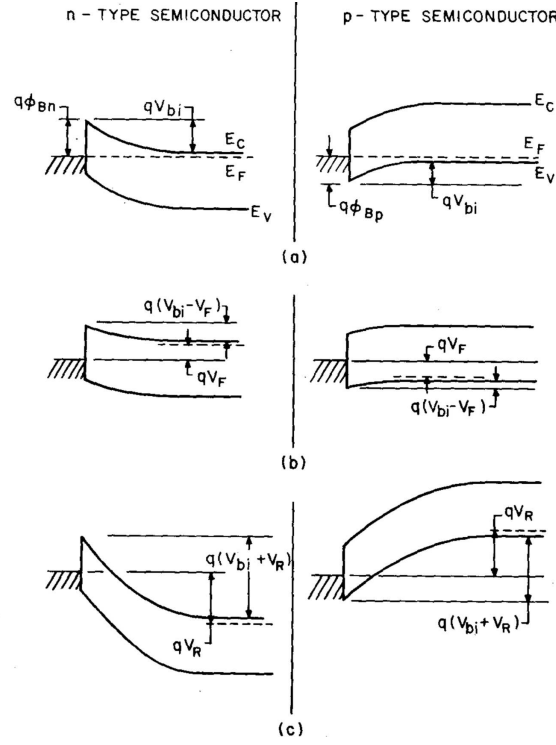 n - TYPE SEMICONDUCTOR
p - TYPE SEMICONDUCTOR
qϕBn
qVbi
EC
EF
EV
EC
EF
EV
qVbi
qϕBp
(a)
q(Vbi-VF)
qVF
qVF
q(Vbi-VF)
(b)
q(Vbi+VR)
qVR
qVR
q(Vbi+VR)
(c)